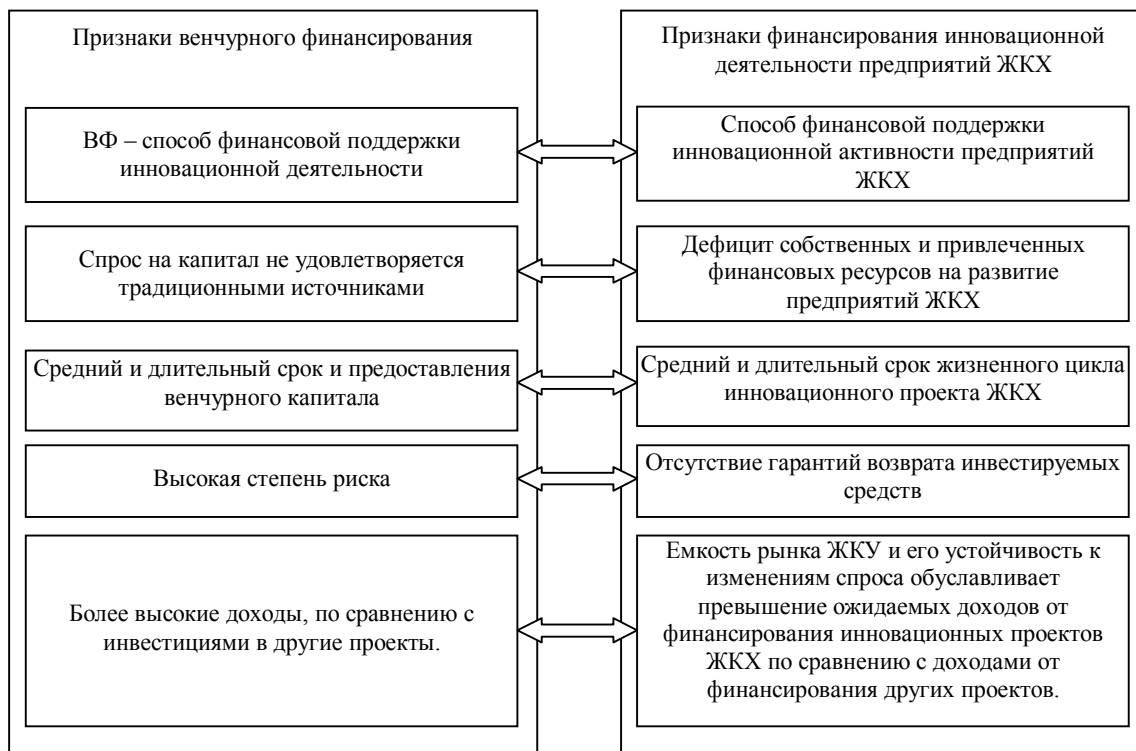 Признаки венчурного финансирования
ВФ – способ финансовой поддержки
инновационной деятельности
Спрос на капитал не удовлетворяется
традиционными источниками
Средний и длительный срок и предоставления
венчурного капитала
Высокая степень риска
Более высокие доходы, по сравнению с
инвестициями в другие проекты.
Признаки финансирования инновационной
деятельности предприятий ЖКХ
Способ финансовой поддержки
инновационной активности предприятий
ЖКХ
Дефицит собственных и привлеченных
финансовых ресурсов на развитие
предприятий ЖКХ
Средний и длительный срок жизненного цикла
инновационного проекта ЖКХ
Отсутствие гарантий возврата инвестируемых
средств
Емкость рынка ЖКУ и его устойчивость к
изменениям спроса обуславливает
превышение ожидаемых доходов от
финансирования инновационных проектов
ЖКХ по сравнению с доходами от
финансирования других проектов.